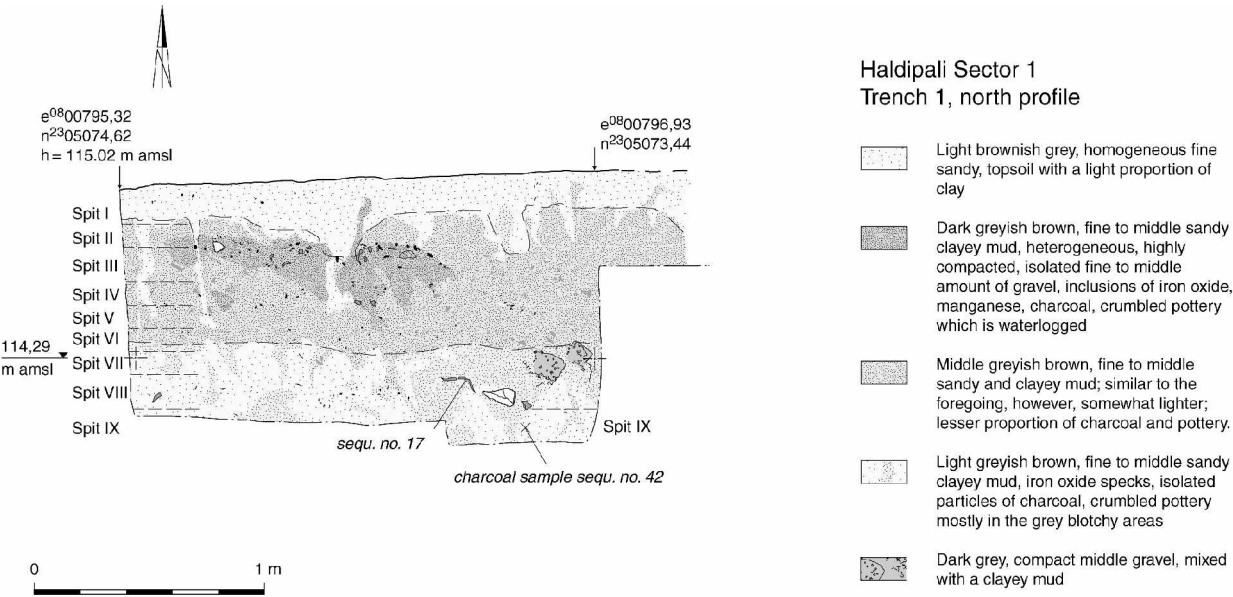 Haldipali Sector 1
Trench 1, north profile
e⁰⁸00795,32
n²³05074,62
h= 115.02 m amsl
e⁰⁸00796,93
n²³05073,44
Spit I
Spit II
Spit III
Spit IV
Spit V
Spit VI
114,29
m amsl
Spit VII
Spit VIII
Spit IX
Spit IX
sequ. no. 17
charcoal sample sequ. no. 42
0 1 m
Light brownish grey, homogeneous fine
sandy, topsoil with a light proportion of
clay
Dark greyish brown, fine to middle sandy
clayey mud, heterogeneous, highly
compacted, isolated fine to middle
amount of gravel, inclusions of iron oxide,
manganese, charcoal, crumbled pottery
which is waterlogged
Middle greyish brown, fine to middle
sandy and clayey mud; similar to the
foregoing, however, somewhat lighter;
lesser proportion of charcoal and pottery.
Light greyish brown, fine to middle sandy
clayey mud, iron oxide specks, isolated
particles of charcoal, crumbled pottery
mostly in the grey blotchy areas
Dark grey, compact middle gravel, mixed
with a clayey mud